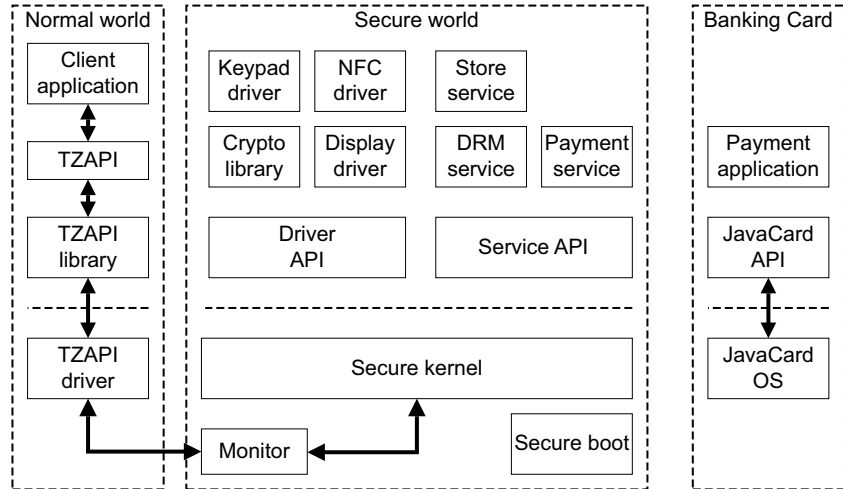 Normal world
Client
application
TZAPI
TZAPI
library
TZAPI
driver
Secure world
Keypad
driver
NFC
driver
Store
service
Crypto
library
Display
driver
DRM
service
Payment
service
Driver
API
Service API
Secure kernel
Monitor
Secure boot
Banking Card
Payment
application
JavaCard
API
JavaCard
OS